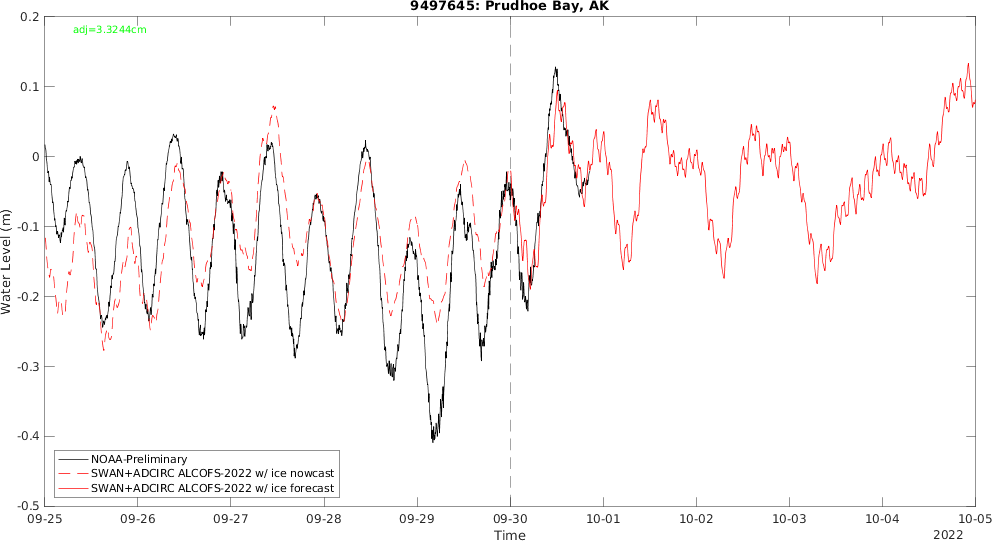 9497645: Prudhoe Bay, AK
adj=3.3244cm
0.2
0.1
0
-0.1
-0.2
-0.3
-0.4
-0.5
Water Level (m)
NOAA-Preliminary
SWAN+ADCIRC ALCOFS-2022 w/ ice nowcast
SWAN+ADCIRC ALCOFS-2022 w/ ice forecast
09-25 09-26 09-27 09-28 09-29 09-30 10-01 10-02 10-03 10-04 10-05
Time
2022